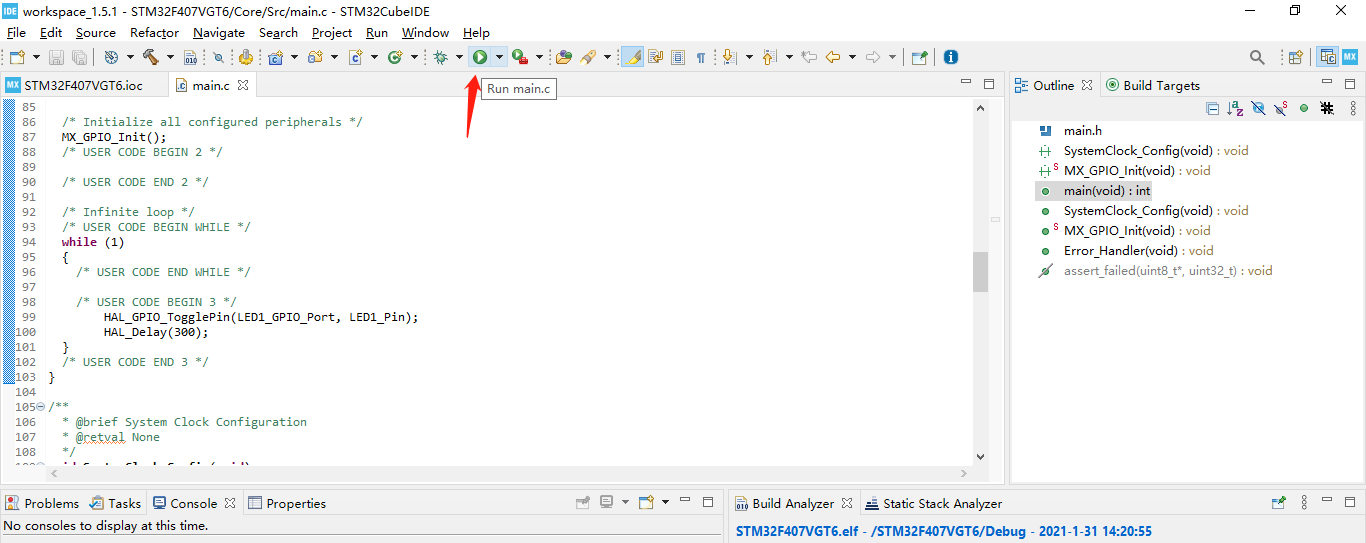 IDE workspace_1.5.1 - STM32F407VGT6/Core/Src/main.c - STM32CubeIDE
File Edit Source Refactor Navigate Search Project Run Window Help
010
MX
Run main.c
MX STM32F407VGT6.ioc
.c main.c
85
86 /* Initialize all configured peripherals */
87 MX_GPIO_Init();
88 /* USER CODE BEGIN 2 */
89
90 /* USER CODE END 2 */
91
92 /* Infinite loop */
93 /* USER CODE BEGIN WHILE */
94 while (1)
95 {
96 /* USER CODE END WHILE */
97
98 /* USER CODE BEGIN 3 */
99 HAL_GPIO_TogglePin(LED1_GPIO_Port, LED1_Pin);
100 HAL_Delay(300);
101 }
102 /* USER CODE END 3 */
103 }
104
105 /**
106 * @brief System Clock Configuration
107 * @retval None
108 */
Outline
Build Targets
main.h
SystemClock_Config(void) : void
S MX_GPIO_Init(void) : void
main(void) : int
SystemClock_Config(void) : void
S MX_GPIO_Init(void) : void
Error_Handler(void) : void
assert_failed(uint8_t*, uint32_t) : void
Problems Tasks Console Properties
No consoles to display at this time.
Build Analyzer Static Stack Analyzer
STM32F407VGT6.elf - /STM32F407VGT6/Debug - 2021-1-31 14:20:55